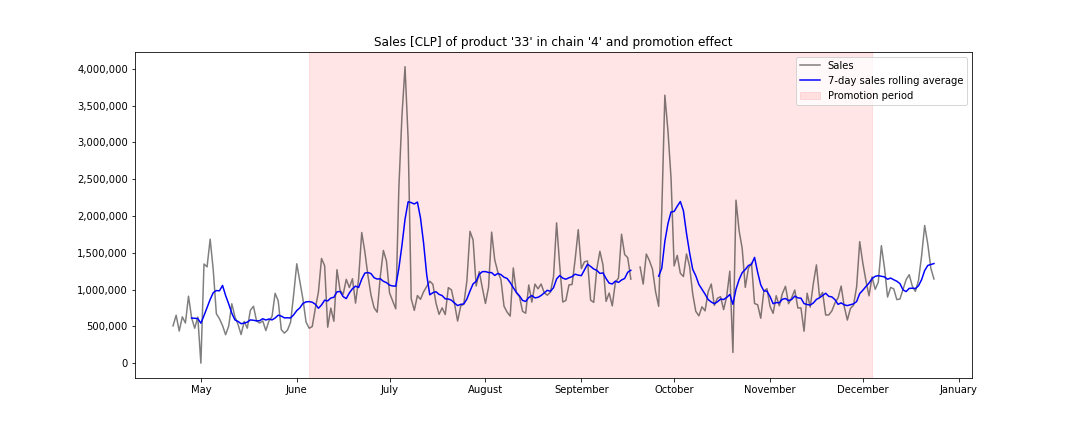 Sales [CLP] of product '33' in chain '4' and promotion effect
4,000,000
3,500,000
3,000,000
2,500,000
2,000,000
1,500,000
1,000,000
500,000
0
Sales
7-day sales rolling average
Promotion period
May June July August September October November December January